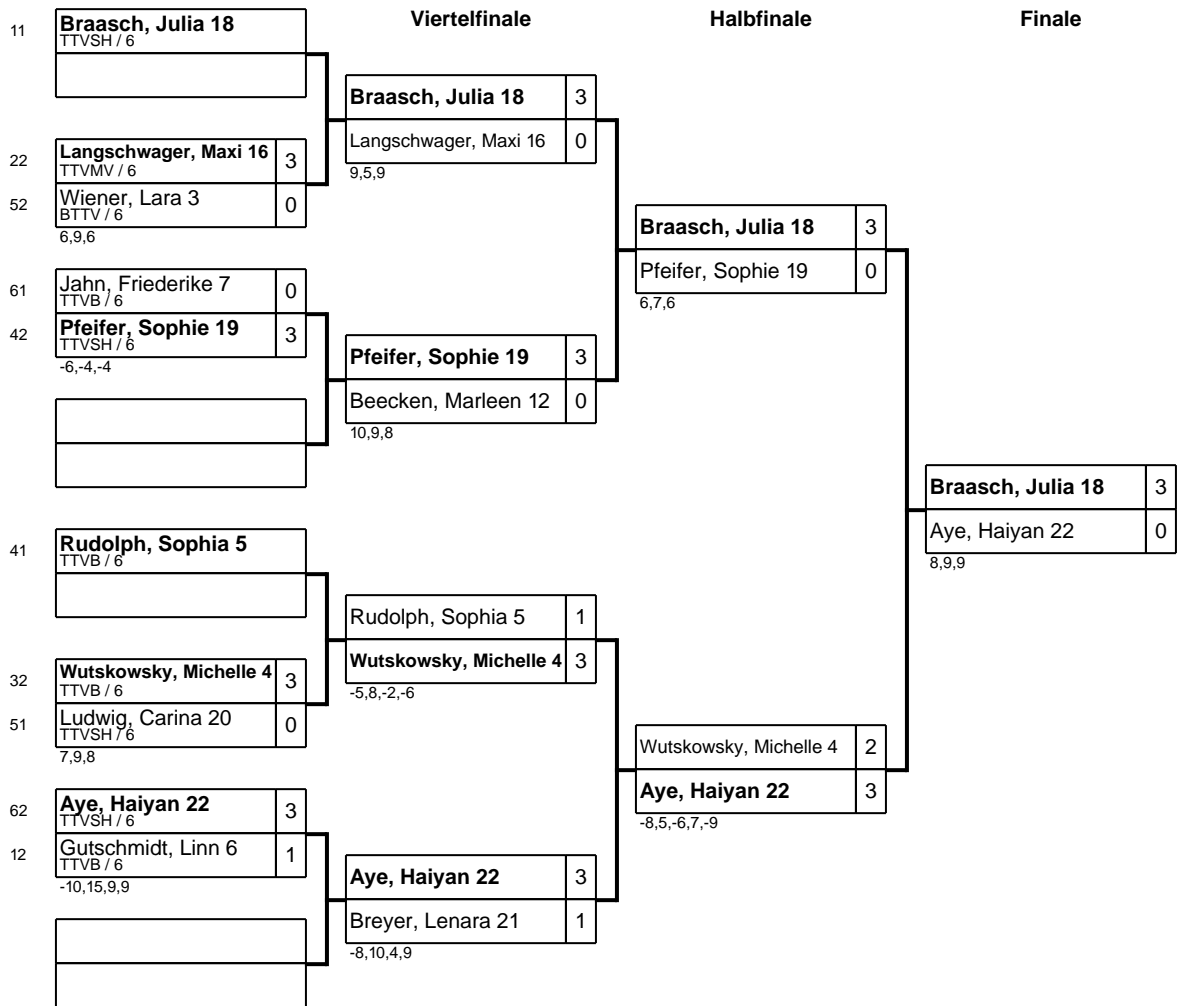 Viertelfinale
Halbfinale
Finale
11
Braasch, Julia 18
TTVSH / 6
22
Langschwager, Maxi 16
3
TTVMV / 6
52
Wiener, Lara 3
0
BTTV / 6
6,9,6
61
Jahn, Friederike 7
0
TTVB / 6
42
Pfeifer, Sophie 19
3
TTVSH / 6
-6,-4,-4
41
Rudolph, Sophia 5
TTVB / 6
32
Wutskowsky, Michelle 4
3
TTVB / 6
51
Ludwig, Carina 20
0
TTVSH / 6
7,9,8
62
Aye, Haiyan 22
3
TTVSH / 6
12
Gutschmidt, Linn 6
1
TTVB / 6
-10,15,9,9
Braasch, Julia 18
3
Langschwager, Maxi 16
0
9,5,9
Pfeifer, Sophie 19
3
Beecken, Marleen 12
0
10,9,8
Rudolph, Sophia 5
1
Wutskowsky, Michelle 4
3
-5,8,-2,-6
Aye, Haiyan 22
3
Breyer, Lenara 21
1
-8,10,4,9
Braasch, Julia 18
3
Pfeifer, Sophie 19
0
6,7,6
Wutskowsky, Michelle 4
2
Aye, Haiyan 22
3
-8,5,-6,7,-9
Braasch, Julia 18
3
Aye, Haiyan 22
0
8,9,9